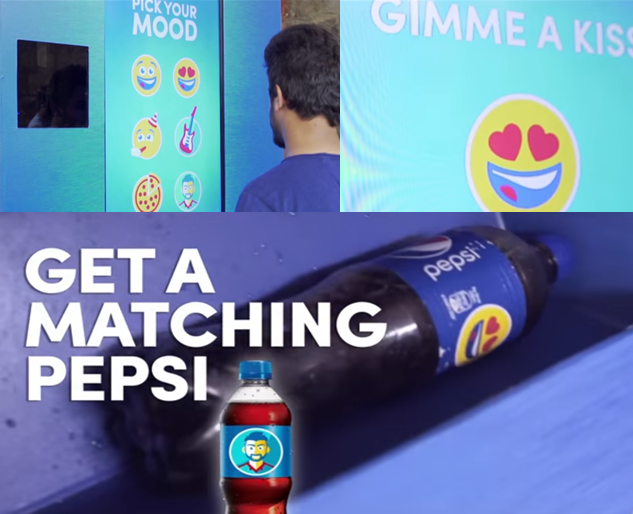 PICK YOUR
MOOD
GIMME A KISS
GET A
MATCHING
PEPSI
pepsi